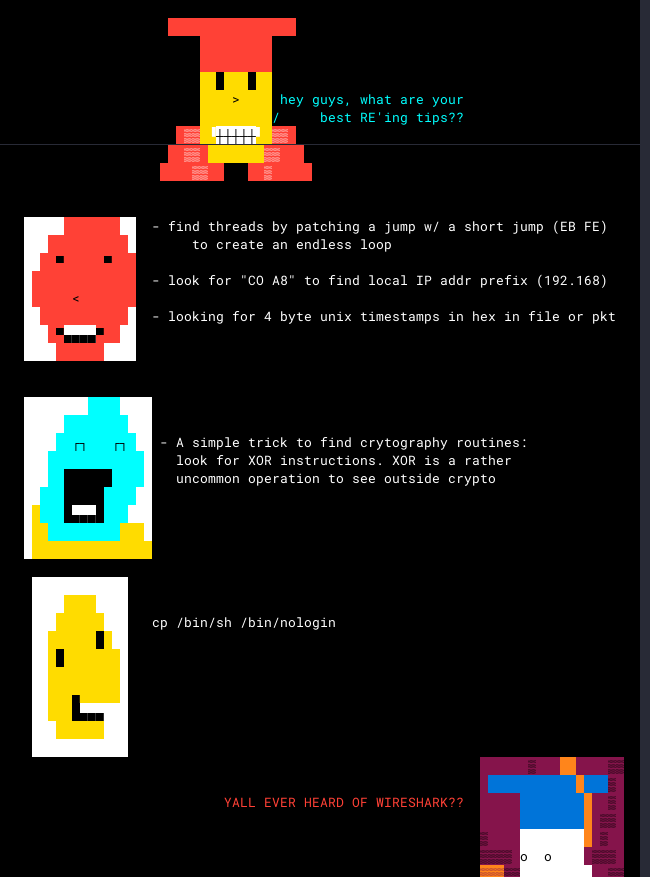 hey guys, what are your
best RE'ing tips??
- find threads by patching a jump w/ a short jump (EB FE)
to create an endless loop
- look for "CO A8" to find local IP addr prefix (192.168)
- looking for 4 byte unix timestamps in hex in file or pkt
- A simple trick to find crytography routines:
look for XOR instructions. XOR is a rather
uncommon operation to see outside crypto
cp /bin/sh /bin/nologin
YALL EVER HEARD OF WIRESHARK??